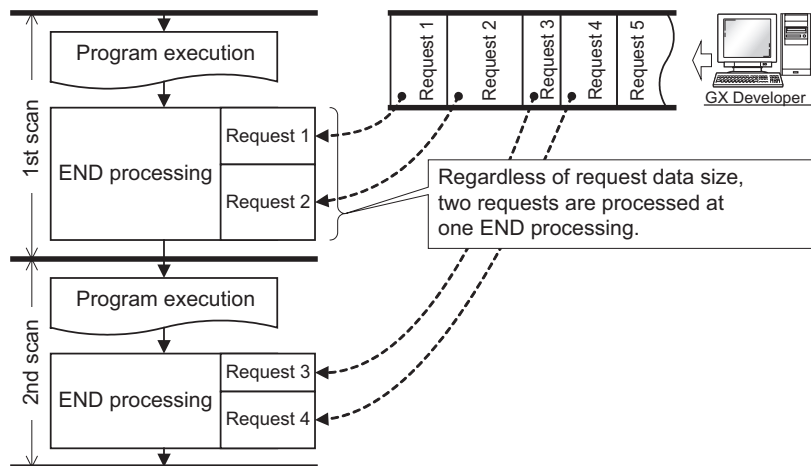 1st scan
Program execution
END processing
Request 1
Request 2
2nd scan
Program execution
END processing
Request 3
Request 4
Request 1
Request 2
Request 3
Request 4
Request 5
GX Developer
Regardless of request data size,
two requests are processed at
one END processing.